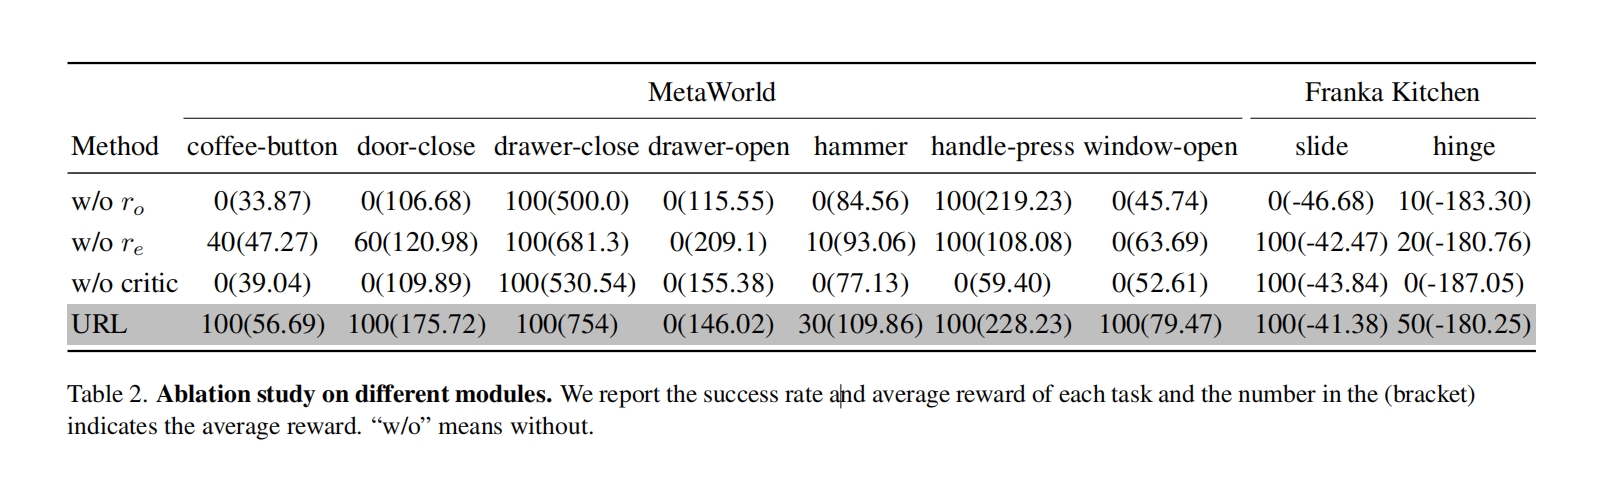 MetaWorld Franka Kitchen
Method coffee-button door-close drawer-close drawer-open hammer handle-press window-open slide hinge
w/o rₒ 0(33.87) 0(106.68) 100(500.0) 0(115.55) 0(84.56) 100(219.23) 0(45.74) 0(-46.68) 10(-183.30)
w/o rₑ 40(47.27) 60(120.98) 100(681.3) 0(209.1) 10(93.06) 100(108.08) 0(63.69) 100(-42.47) 20(-180.76)
w/o critic 0(39.04) 0(109.89) 100(530.54) 0(155.38) 0(77.13) 0(59.40) 0(52.61) 100(-43.84) 0(-187.05)
URL 100(56.69) 100(175.72) 100(754) 0(146.02) 30(109.86) 100(228.23) 100(79.47) 100(-41.38) 50(-180.25)
Table 2. Ablation study on different modules. We report the success rate and average reward of each task and the number in the (bracket)
indicates the average reward. “w/o” means without.